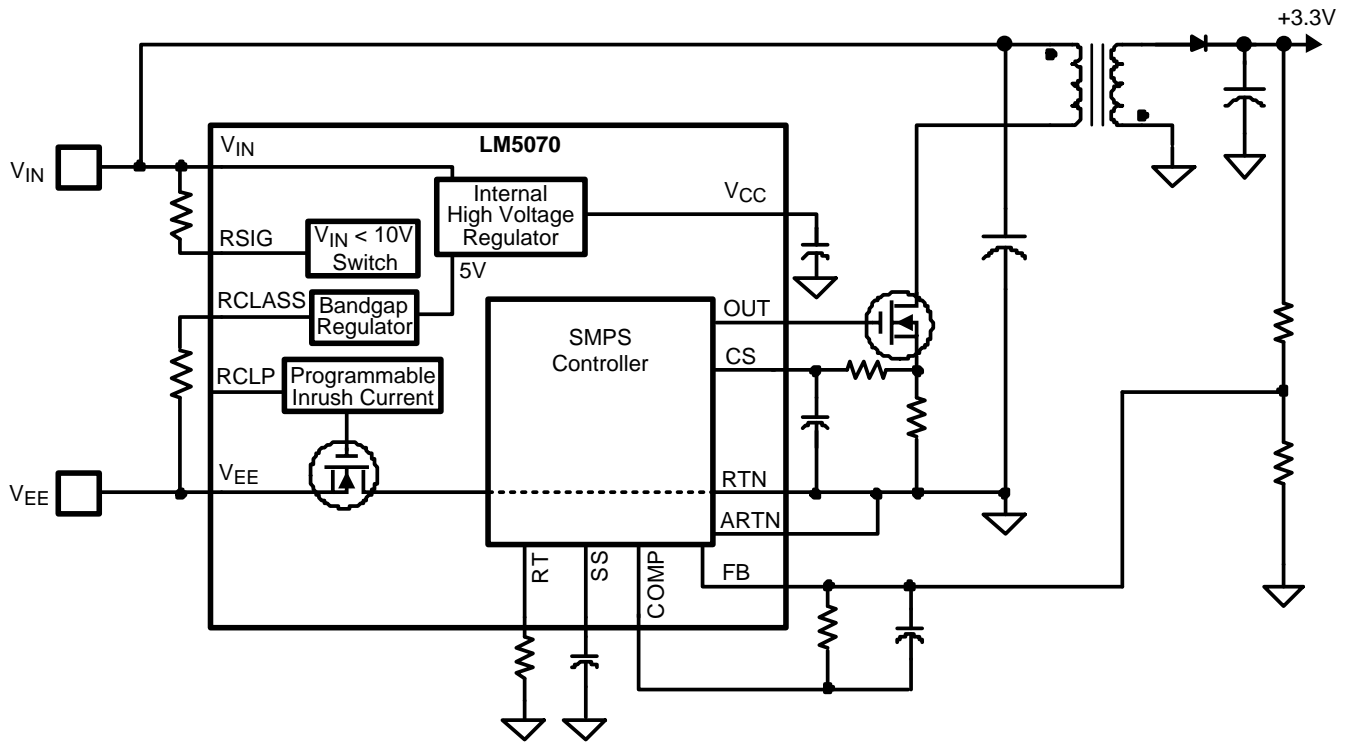 +3.3V
LM5070
VIN
VIN
Internal
High Voltage
Regulator
VCC
RSIG
VIN < 10V
Switch
5V
RCLASS
Bandgap
Regulator
OUT
SMPS
Controller
CS
RCLP
Programmable
Inrush Current
VEE
VEE
RTN
ARTN
RT
SS
COMP
FB